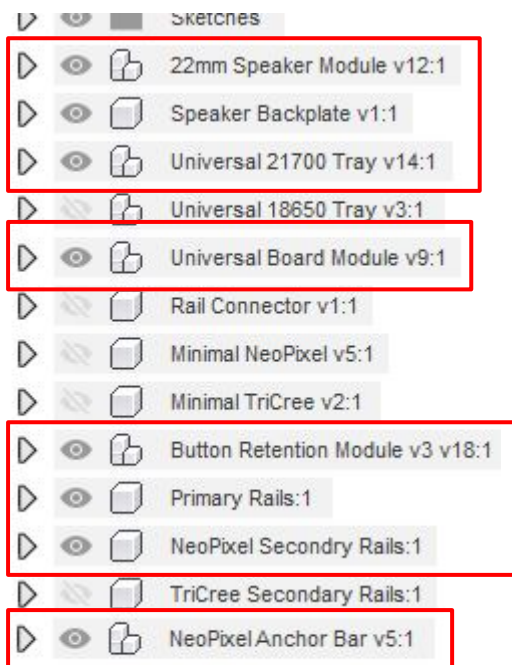 Sketches
22mm Speaker Module v12:1
Speaker Backplate v1:1
Universal 21700 Tray v14:1
Universal 18650 Tray v3:1
Universal Board Module v9:1
Rail Connector v1:1
Minimal NeoPixel v5:1
Minimal TriCree v2:1
Button Retention Module v3 v18:1
Primary Rails:1
NeoPixel Secondry Rails:1
TriCree Secondary Rails:1
NeoPixel Anchor Bar v5:1